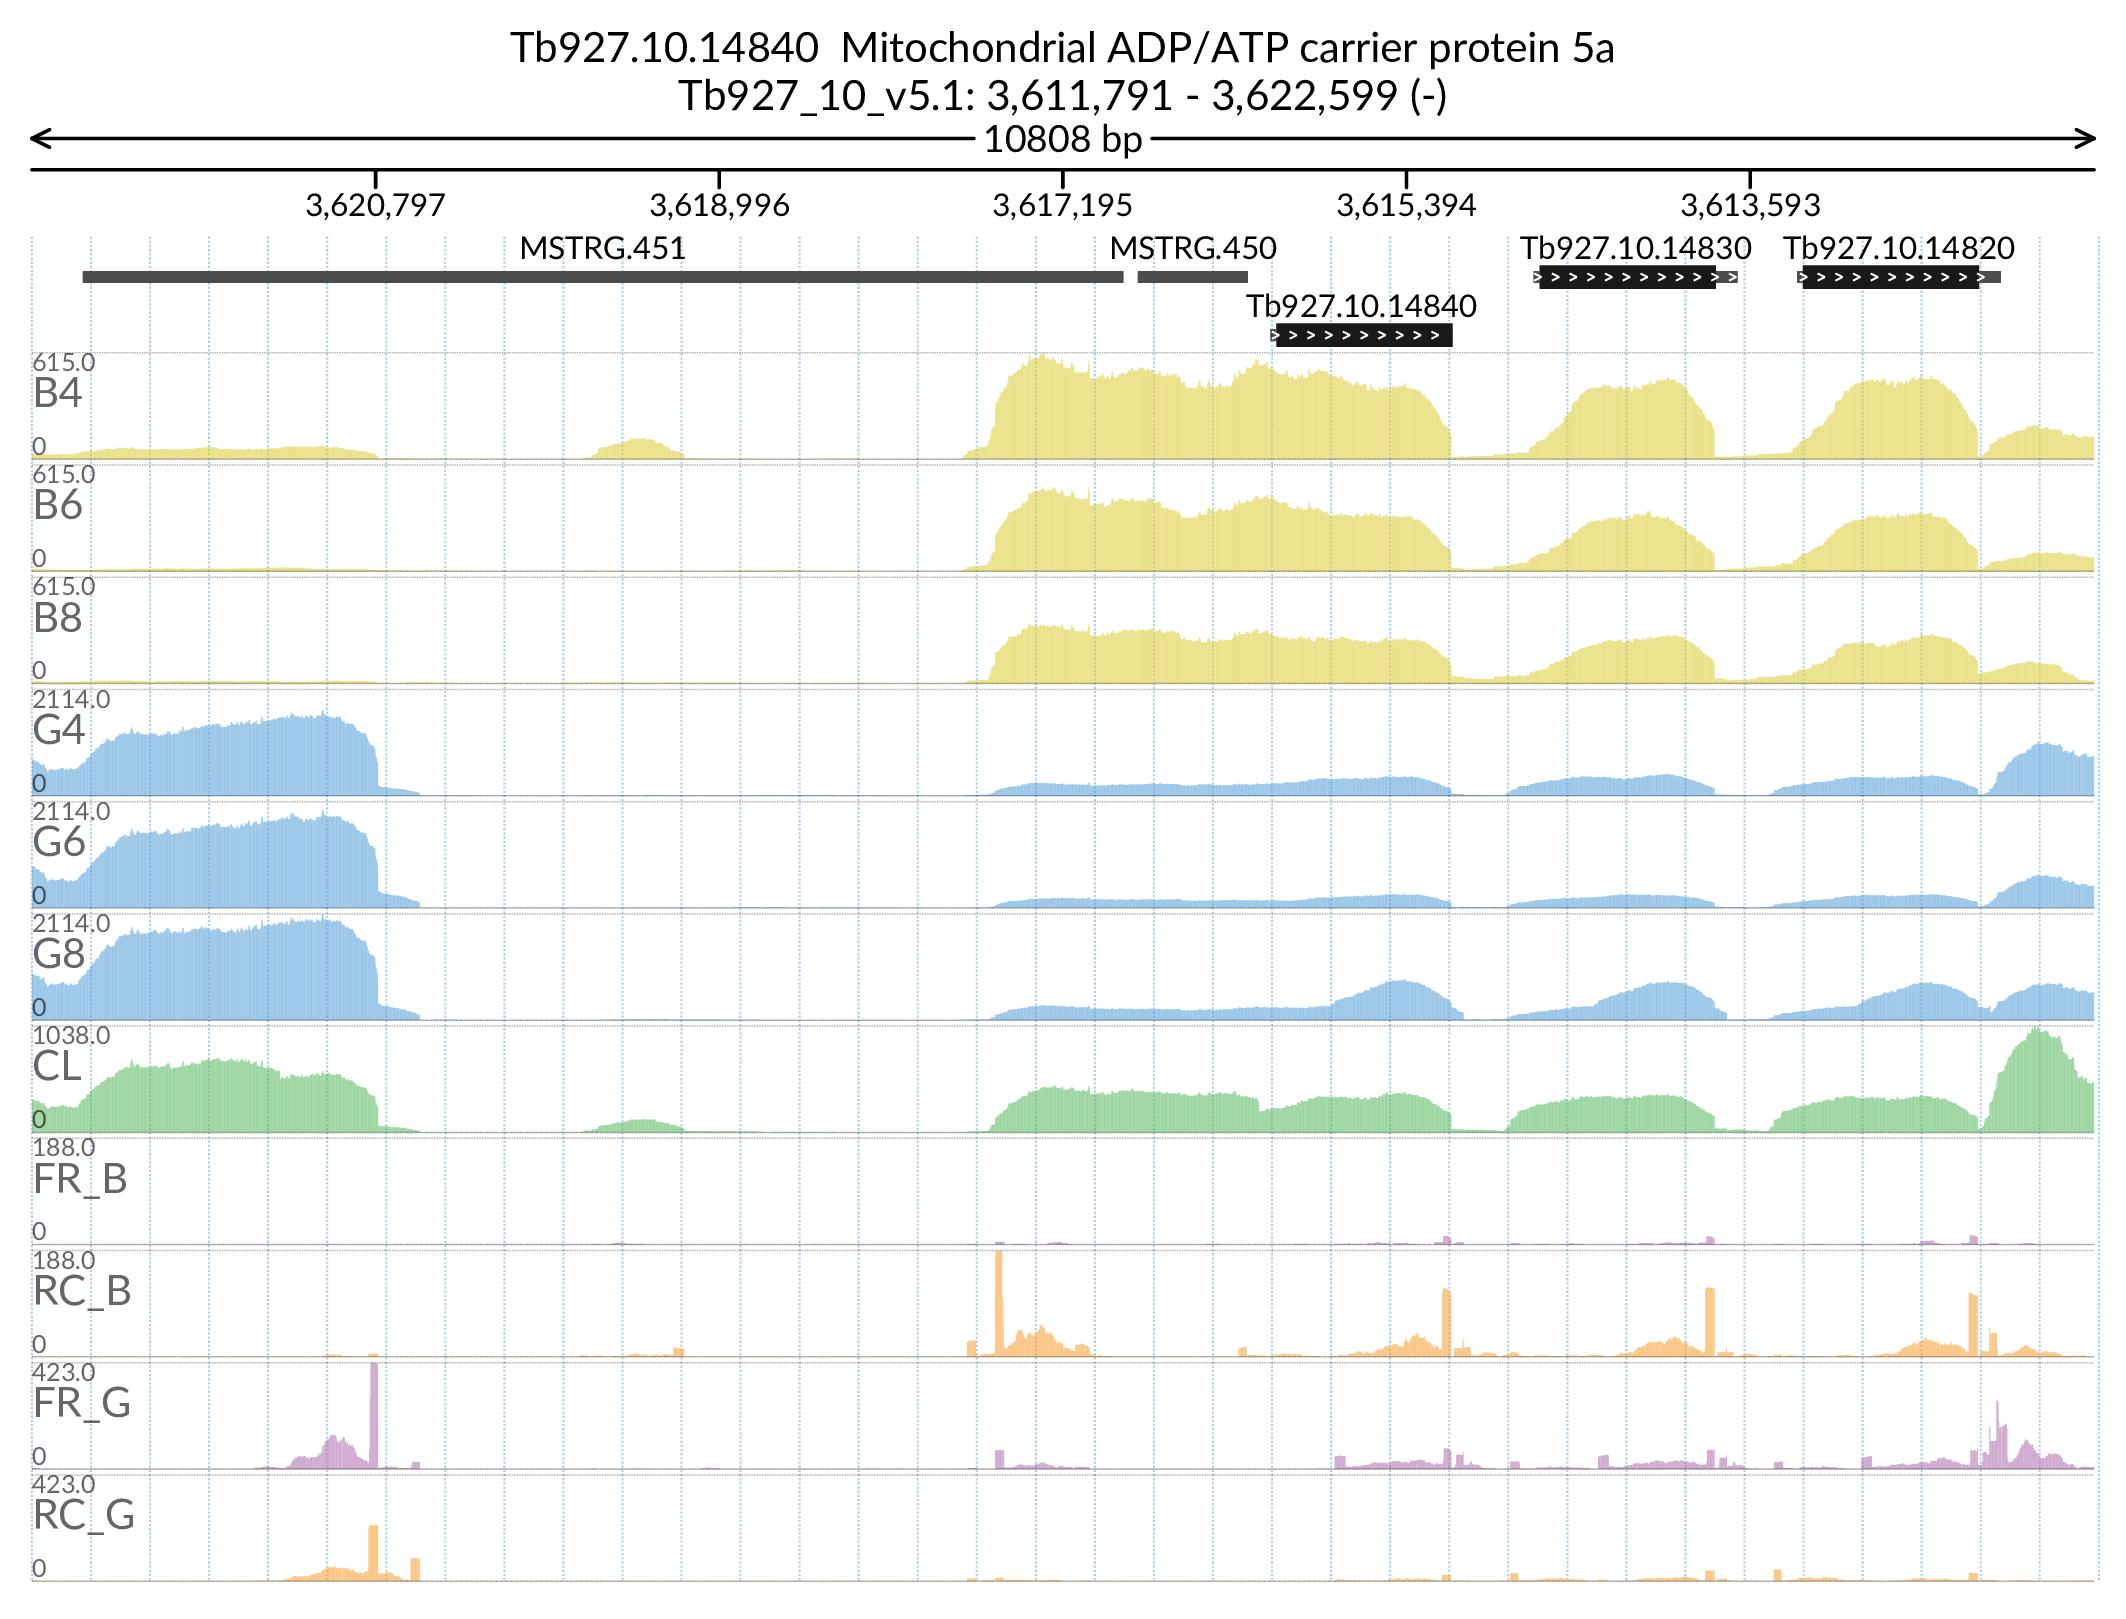 Tb927.10.14840  Mitochondrial ADP/ATP carrier protein 5a
Tb927_10_v5.1: 3,611,791 - 3,622,599 (-)
10808 bp
3,620,797 3,618,996 3,617,195 3,615,394 3,613,593
MSTRG.451 MSTRG.450 Tb927.10.14830 Tb927.10.14820
Tb927.10.14840
615.0
B4
0
615.0
B6
0
615.0
B8
0
2114.0
G4
0
2114.0
G6
0
2114.0
G8
0
1038.0
CL
0
188.0
FR_B
0
188.0
RC_B
0
423.0
FR_G
0
423.0
RC_G
0